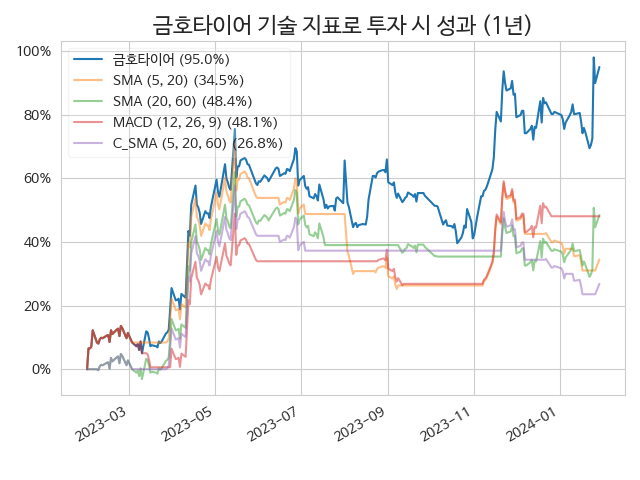 금호타이어 기술 지표로 투자 시 성과 (1년)
100%
80%
60%
40%
20%
0%
금호타이어 (95.0%)
SMA (5, 20) (34.5%)
SMA (20, 60) (48.4%)
MACD (12, 26, 9) (48.1%)
C_SMA (5, 20, 60) (26.8%)
2023-03
2023-05
2023-07
2023-09
2023-11
2024-01